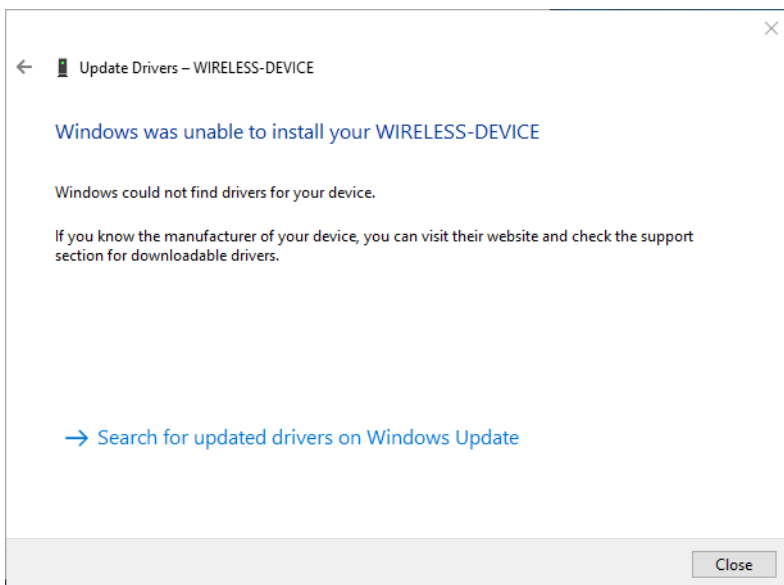 Update Drivers – WIRELESS-DEVICE
Windows was unable to install your WIRELESS-DEVICE
Windows could not find drivers for your device.
If you know the manufacturer of your device, you can visit their website and check the support
section for downloadable drivers.
Search for updated drivers on Windows Update
Close